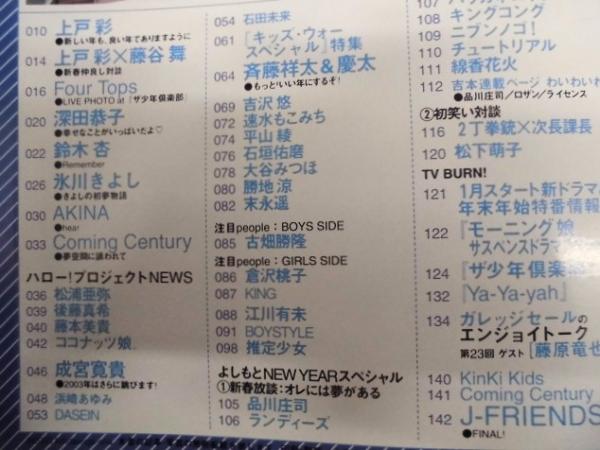 010 上戸 彩
●新しい年も、良い年でありますように
014 上戸 彩×藤谷 舞
●新春仲良し対談
016 Four Tops
●LIVE PHOTO at『ザ少年倶楽部』
020 深田恭子
●幸せなことがいっぱいだよ♡
022 鈴木 杏
●Remember
026 氷川きよし
●きよしの初夢物語
030 AKINA
●hear
033 Coming Century
●夢空間に誘われて
ハロー!プロジェクトNEWS
036 松浦亜弥
039 後藤真希
040 藤本美貴
042 ココナッツ娘。
046 成宮寛貴
●2003年はさらに跳びます!
048 浜崎あゆみ
053 DASEIN
054 石田未来
061 「キッズ・ウォー
スペシャル」特集
064 斉藤祥太&慶太
●もっと!いい年にするぞ!
069 吉沢 悠
072 速水もこみち
074 平山 綾
076 石垣佑磨
078 大谷みつほ
080 勝地 涼
082 末永遥
注目people:BOYS SIDE
085 古畑勝隆
注目people:GIRLS SIDE
086 倉沢桃子
087 KING
088 江川有未
091 BOYSTYLE
098 推定少女
よしもとNEW YEARスペシャル
①新春放談:オレには夢がある
105 品川庄司
106 ランディーズ
107
108 キングコング
109 ニブンノゴ!
110 チュートリアル
111 線香花火
112 吉本連載ページ わいわいわ
●品川庄司/ロザン/ライセンス
②初笑い対談
116 2丁拳銃×次長課長
120 松下萌子
TV BURN!
121 1月スタート新ドラマ
年末年始特番情報
122 『モーニング娘
サスペンスドラマ
124 『ザ少年倶楽
132 『Ya-Ya-yah』
134 ガレッジセールの
エンジョイトーク
第23回 ゲスト[藤原竜也
140 KinKi Kids
141 Coming Century
142 J-FRIENDS
●FINAL!